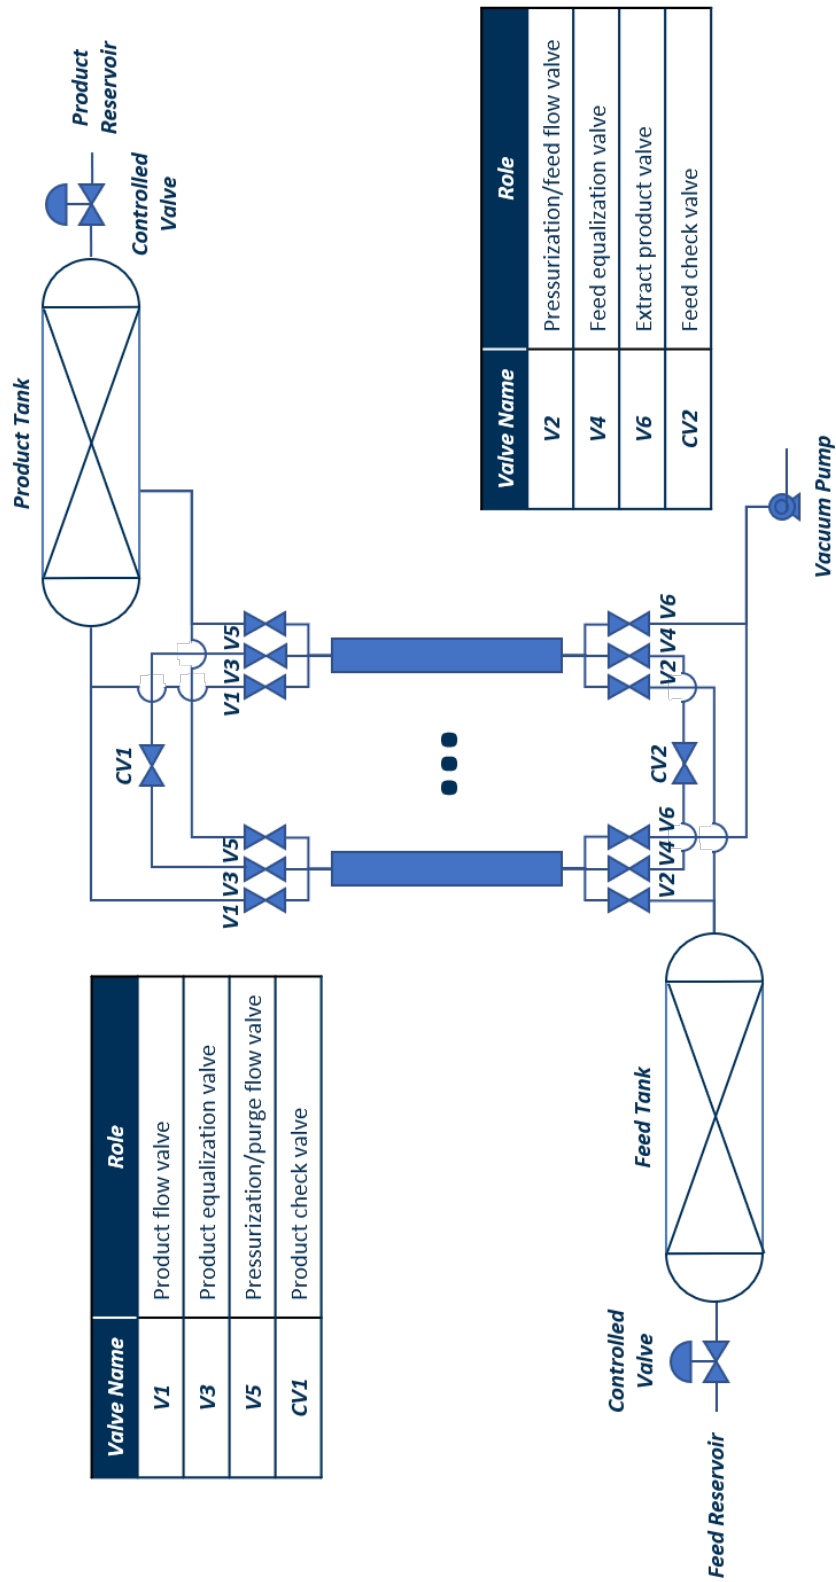 Product Tank
Product
Reservoir
Controlled
Valve
Valve Name Role
V1 Product flow valve
V3 Product equalization valve
V5 Pressurization/purge flow valve
CV1 Product check valve
CV1
V1 V3 V5
V1 V3 V5
Valve Name Role
V2 Pressurization/feed flow valve
V4 Feed equalization valve
V6 Extract product valve
CV2 Feed check valve
Controlled
Valve
Feed Tank
CV2
V2 V4 V6
V2 V4 V6
Feed Reservoir
Vacuum Pump